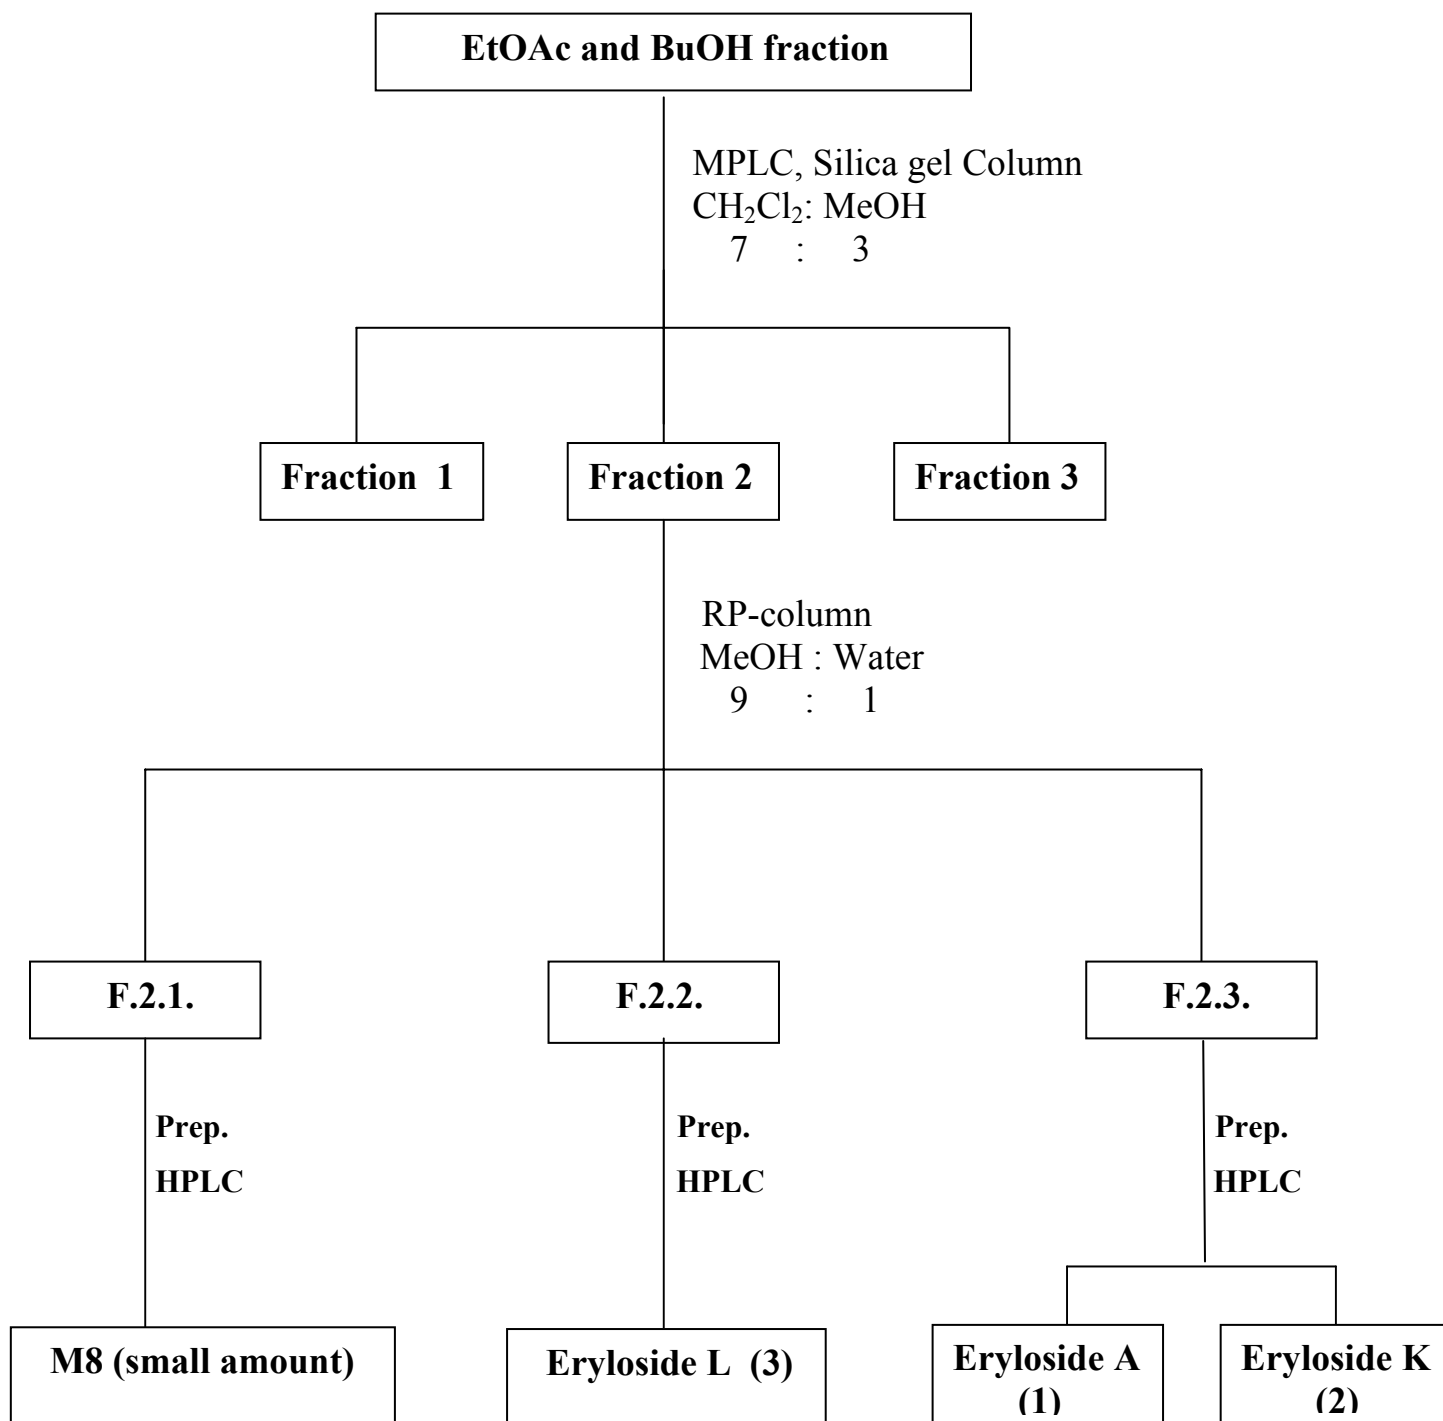 EtOAc and BuOH fraction
MPLC, Silica gel Column
CH₂Cl₂: MeOH
7 : 3
Fraction 1
Fraction 2
Fraction 3
RP-column
MeOH : Water
9 : 1
F.2.1.
F.2.2.
F.2.3.
Prep.
HPLC
Prep.
HPLC
Prep.
HPLC
M8 (small amount)
Eryloside L (3)
Eryloside A
(1)
Eryloside K
(2)